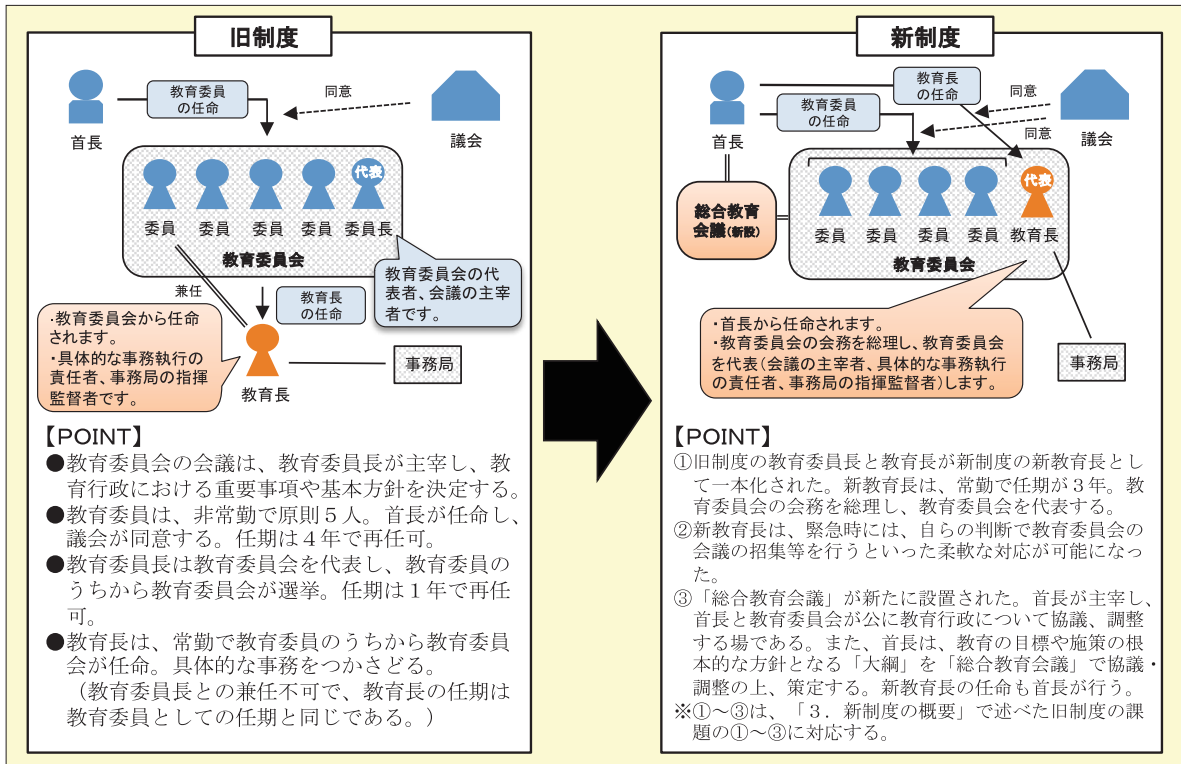 旧制度
首長
教育委員
の任命
同意
議会
代表
委員
委員
委員
委員
委員長
教育委員会
教育委員会の代
表者、会議の主宰
者です。
兼任
教育長
の任命
・教育委員会から任命
されます。
・具体的な事務執行の
責任者、事務局の指揮
監督者です。
教育長
事務局
【POINT】
●教育委員会の会議は、教育委員長が主宰し、教
育行政における重要事項や基本方針を決定する。
●教育委員は、非常勤で原則５人。首長が任命し、
議会が同意する。任期は４年で再任可。
●教育委員長は教育委員会を代表し、教育委員の
うちから教育委員会が選挙。任期は１年で再任
可。
●教育長は、常勤で教育委員のうちから教育委員
会が任命。具体的な事務をつかさどる。
（教育委員長との兼任不可で、教育長の任期は
教育委員としての任期と同じである。）
新制度
首長
教育長
の任命
教育委員
の任命
同意
同意
議会
総合教育
会議(新設)
代表
委員
委員
委員
委員
教育長
教育委員会
・首長から任命されます。
・教育委員会の会務を総理し、教育委員会
を代表(会議の主宰者、具体的な事務執行
の責任者、事務局の指揮監督者)します。
事務局
【POINT】
①旧制度の教育委員長と教育長が新制度の新教育長とし
て一本化された。新教育長は、常勤で任期が３年。教
育委員会の会務を総理し、教育委員会を代表する。
②新教育長は、緊急時には、自らの判断で教育委員会の
会議の招集等を行うといった柔軟な対応が可能になっ
た。
③「総合教育会議」が新たに設置された。首長が主宰し、
首長と教育委員会が公に教育行政について協議、調整
する場である。また、首長は、教育の目標や施策の根
本的な方針となる「大綱」を「総合教育会議」で協議・
調整の上、策定する。新教育長の任命も首長が行う。
※①～③は、「３．新制度の概要」で述べた旧制度の課
題の①～③に対応する。